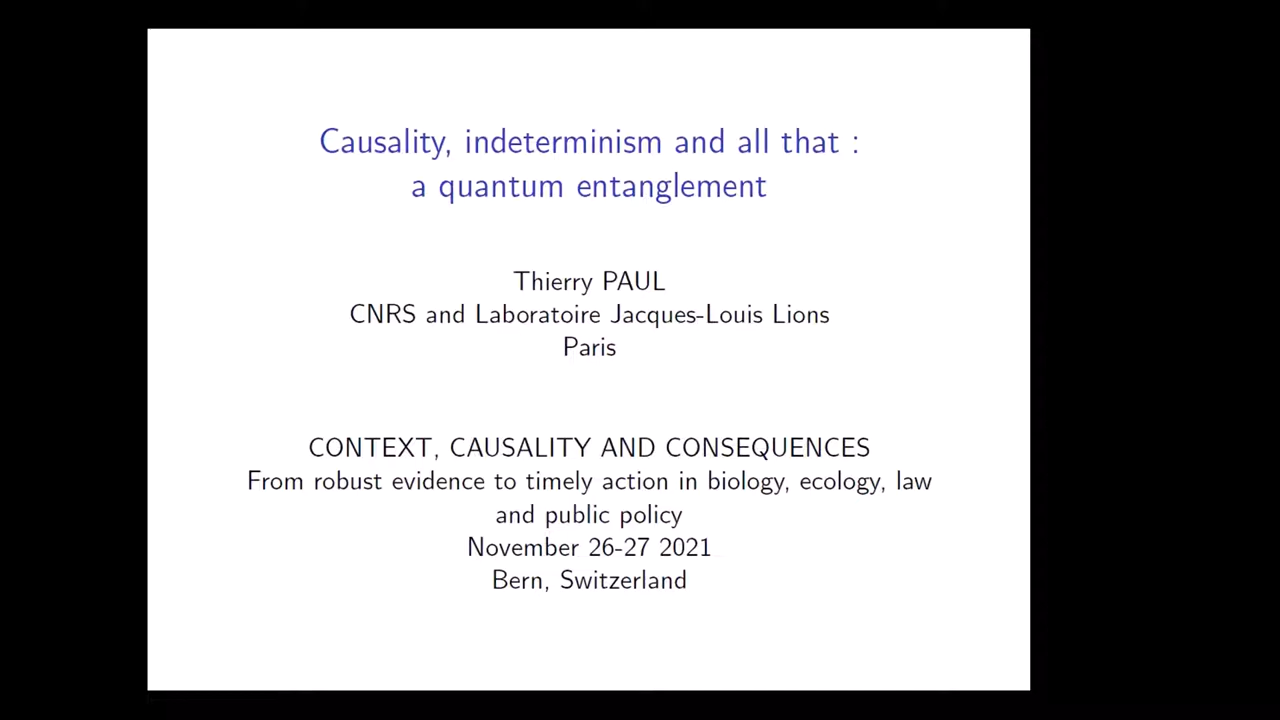 Causality, indeterminism and all that :
a quantum entanglement
Thierry PAUL
CNRS and Laboratoire Jacques-Louis Lions
Paris
CONTEXT, CAUSALITY AND CONSEQUENCES
From robust evidence to timely action in biology, ecology, law
and public policy
November 26-27 2021
Bern, Switzerland